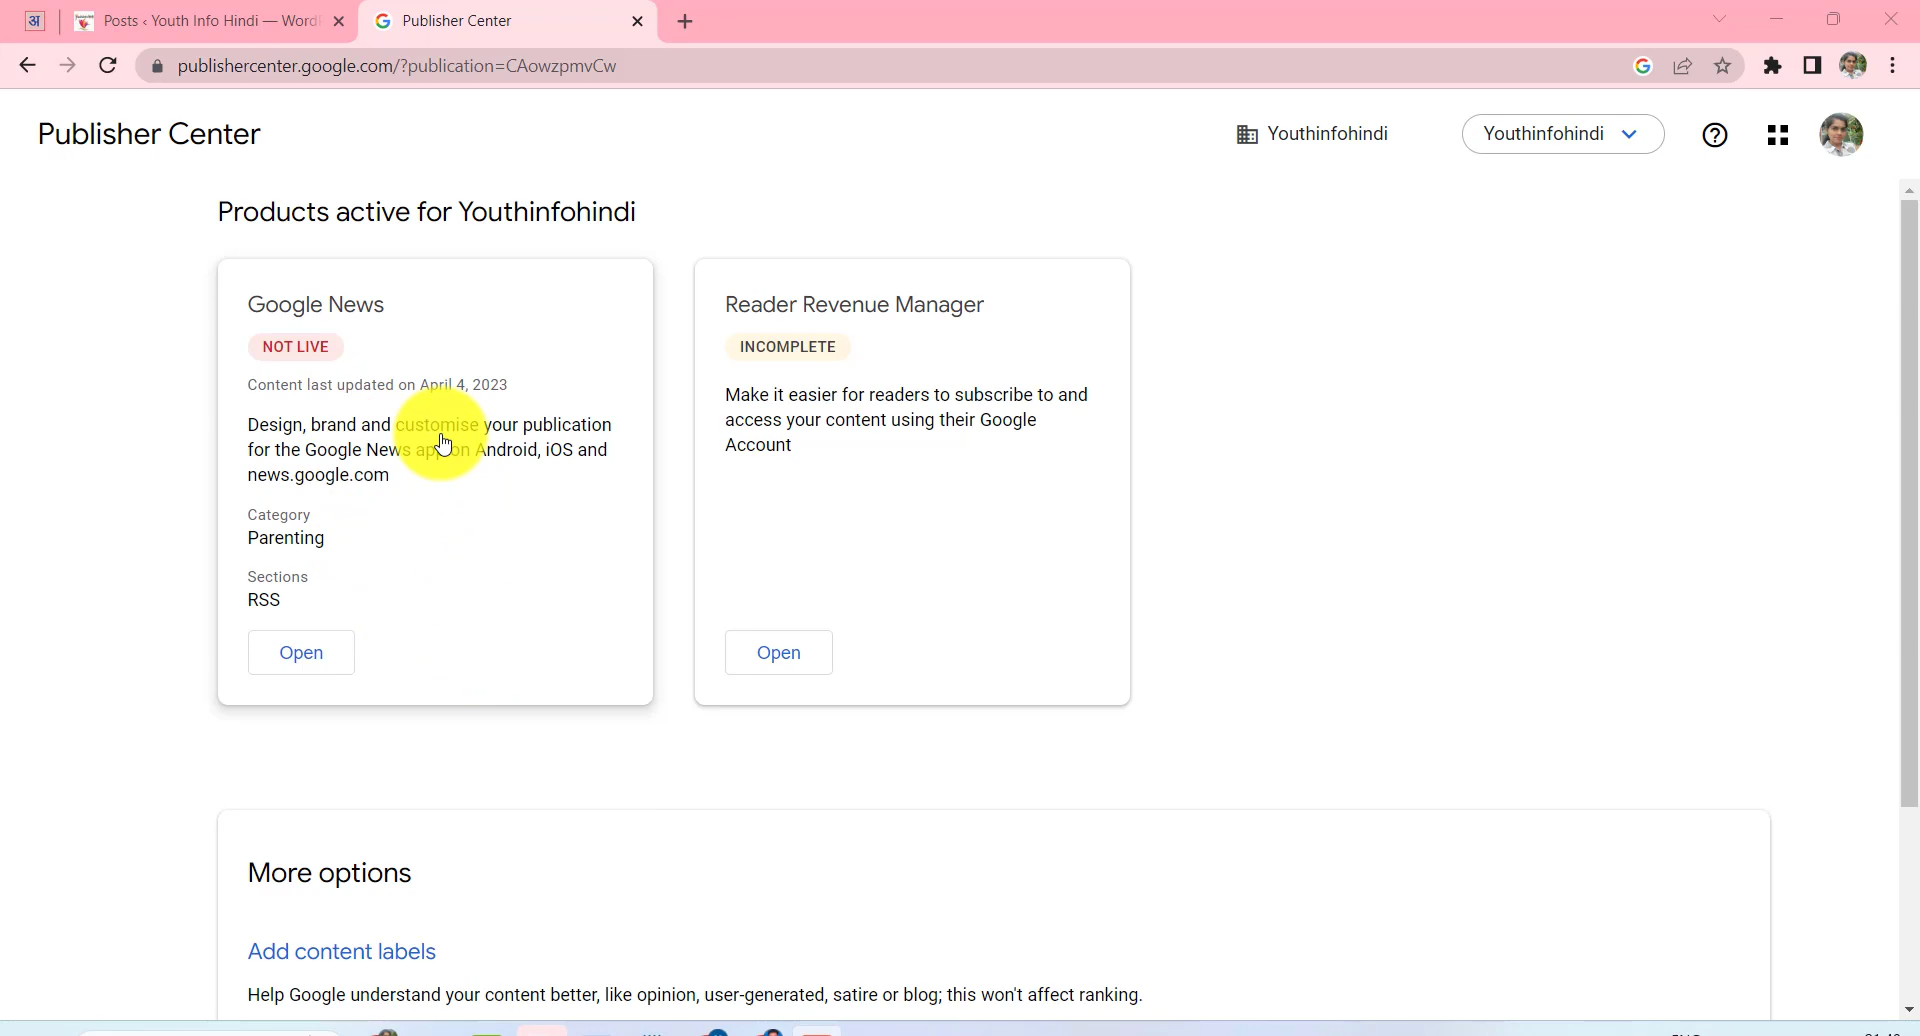 अ
Posts ‹ Youth Info Hindi — Word
Publisher Center
publishercenter.google.com/?publication=CAowzpmvCw
Publisher Center
Youthinfohindi
Youthinfohindi
Products active for Youthinfohindi
Google News
NOT LIVE
Content last updated on April 4, 2023
Design, brand and customise your publication
for the Google News app on Android, iOS and
news.google.com
Category
Parenting
Sections
RSS
Open
Reader Revenue Manager
INCOMPLETE
Make it easier for readers to subscribe to and
access your content using their Google
Account
Open
More options
Add content labels
Help Google understand your content better, like opinion, user-generated, satire or blog; this won't affect ranking.